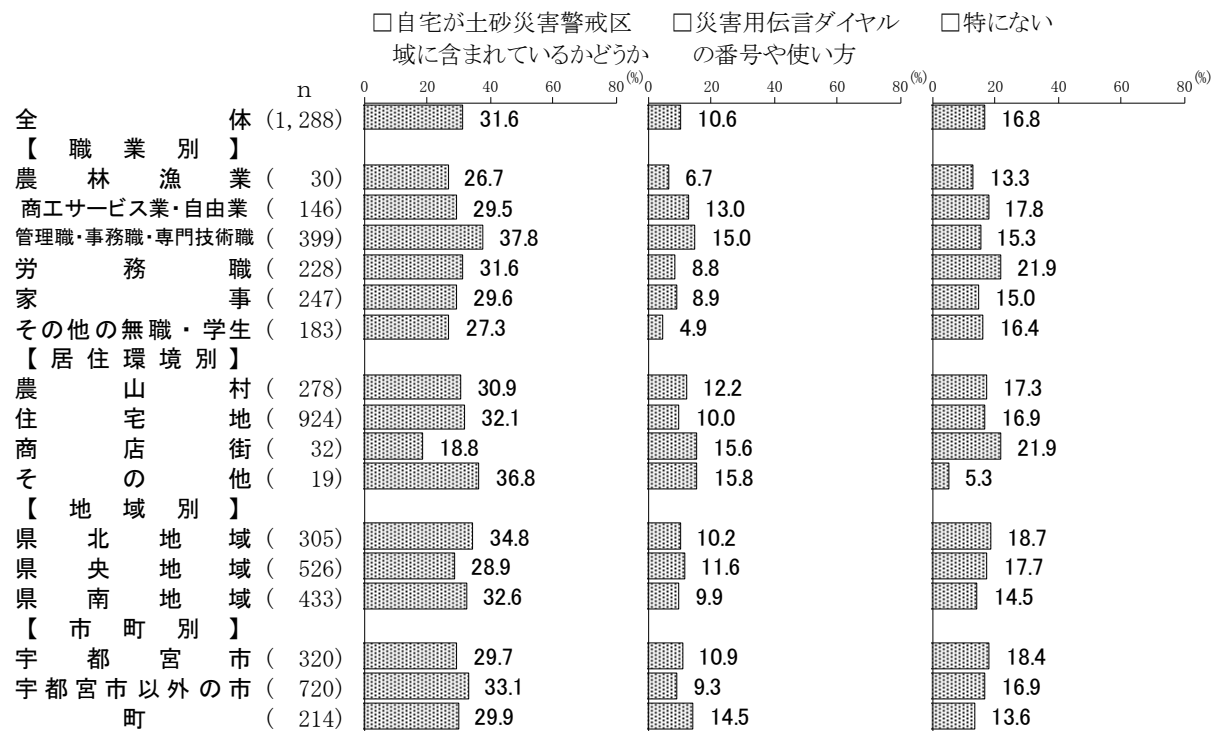 □自宅が土砂災害警戒区域に含まれているかどうか
□災害用伝言ダイヤルの番号や使い方
□特にない
n 0 20 40 60 80 (%) 0 20 40 60 80 (%) 0 20 40 60 80 (%)
全体 (1,288) 31.6 10.6 16.8
【職業別】
農林漁業 ( 30) 26.7 6.7 13.3
商工サービス業・自由業 ( 146) 29.5 13.0 17.8
管理職・事務職・専門技術職 ( 399) 37.8 15.0 15.3
労務職 ( 228) 31.6 8.8 21.9
家事 ( 247) 29.6 8.9 15.0
その他の無職・学生 ( 183) 27.3 4.9 16.4
【居住環境別】
農山村 ( 278) 30.9 12.2 17.3
住宅地 ( 924) 32.1 10.0 16.9
商店街 ( 32) 18.8 15.6 21.9
その他 ( 19) 36.8 15.8 5.3
【地域別】
県北地域 ( 305) 34.8 10.2 18.7
県央地域 ( 526) 28.9 11.6 17.7
県南地域 ( 433) 32.6 9.9 14.5
【市町別】
宇都宮市 ( 320) 29.7 10.9 18.4
宇都宮市以外の市 ( 720) 33.1 9.3 16.9
町 ( 214) 29.9 14.5 13.6